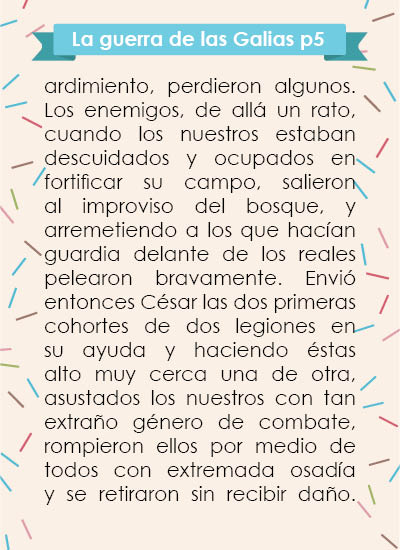 La guerra de las Galias p5
ardimiento, perdieron algunos.
Los enemigos, de allá un rato,
cuando los nuestros estaban
descuidados y ocupados en
fortificar su campo, salieron
al improviso del bosque, y
arremetiendo a los que hacían
guardia delante de los reales
pelearon bravamente. Envió
entonces César las dos primeras
cohortes de dos legiones en
su ayuda y haciendo éstas
alto muy cerca una de otra,
asustados los nuestros con tan
extraño género de combate,
rompieron ellos por medio de
todos con extremada osadía
y se retiraron sin recibir daño.